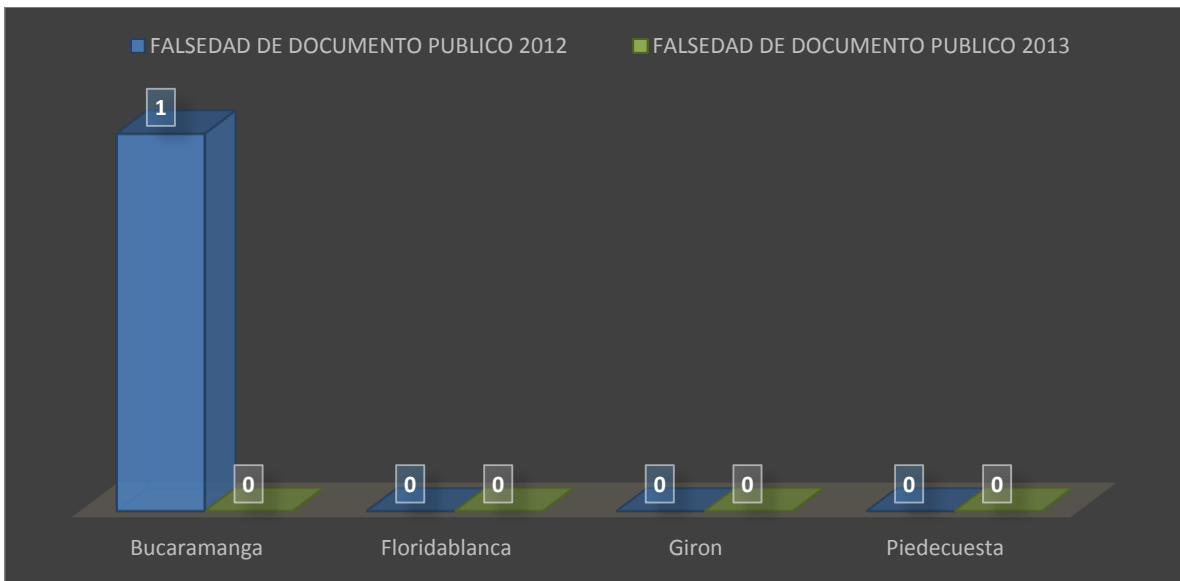 FALSEDAD DE DOCUMENTO PUBLICO 2012 FALSEDAD DE DOCUMENTO PUBLICO 2013
1
0 0 0 0 0 0 0
Bucaramanga Floridablanca Giron Piedecuesta